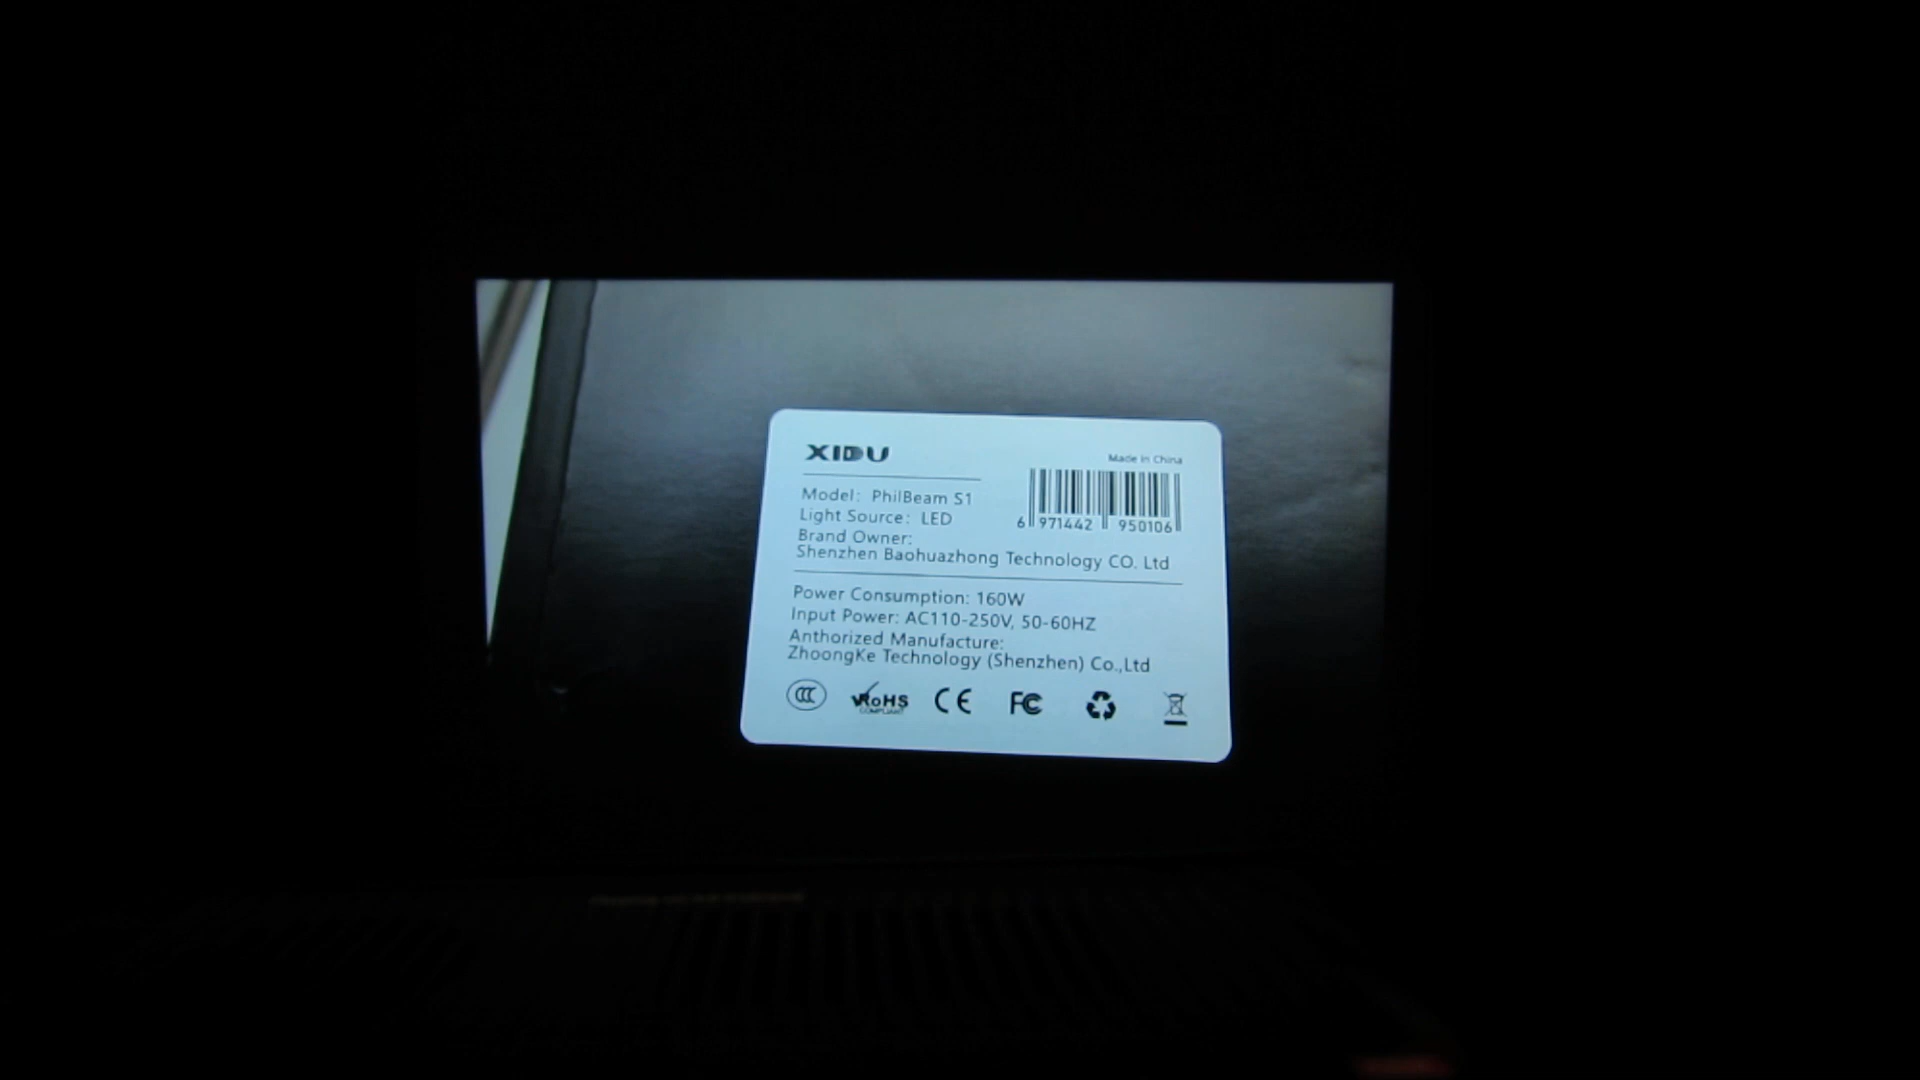 XIDU
Made In China
Model: PhilBeam S1
Light Source: LED
6 971442 950106
Brand Owner:
Shenzhen Baohuazhong Technology CO. Ltd
Power Consumption: 160W
Input Power: AC110-250V, 50-60HZ
Anthorized Manufacture:
ZhoongKe Technology (Shenzhen) Co.,Ltd
CCC
RoHS
COMPLIANT
CE
FC